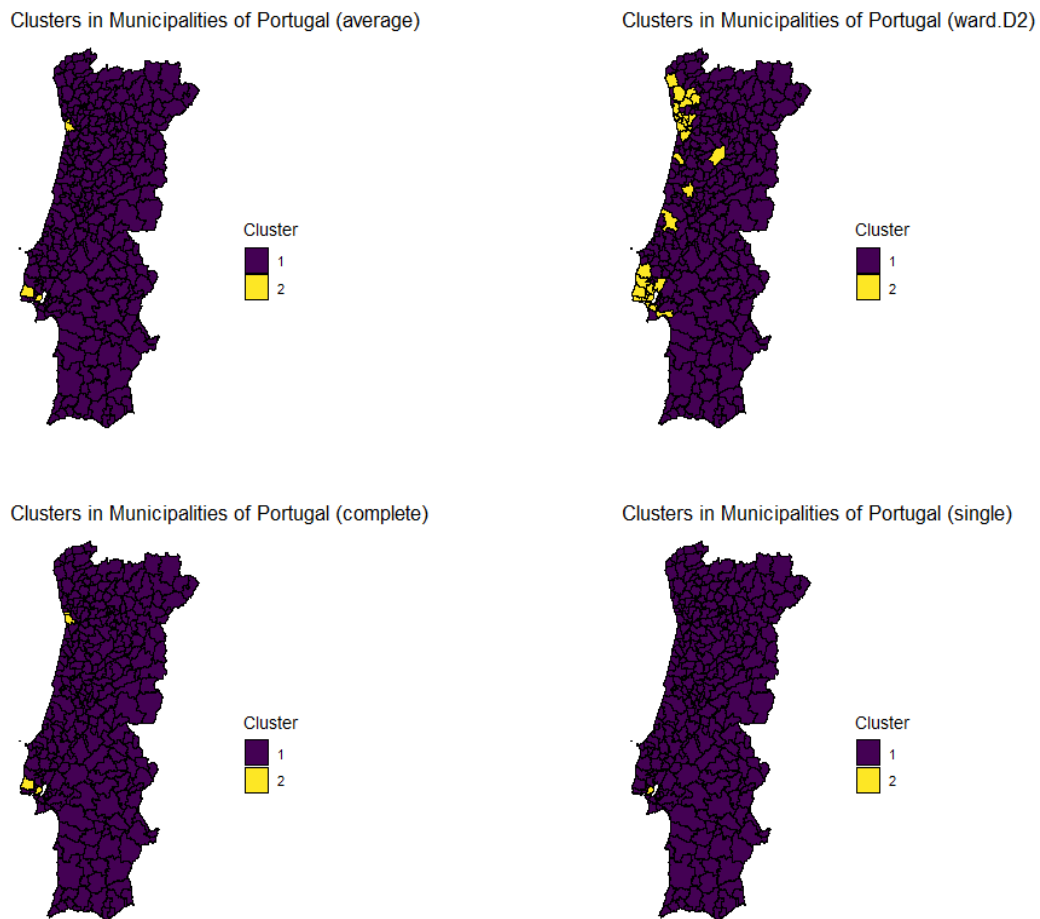 Clusters in Municipalities of Portugal (average)
Cluster
1
2
Clusters in Municipalities of Portugal (ward.D2)
Cluster
1
2
Clusters in Municipalities of Portugal (complete)
Cluster
1
2
Clusters in Municipalities of Portugal (single)
Cluster
1
2